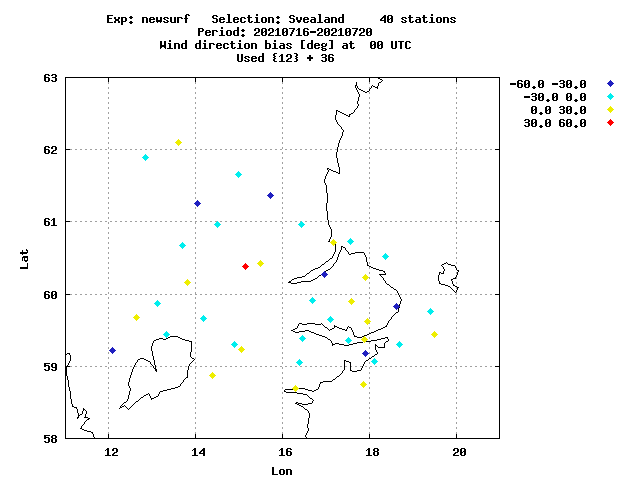 Exp: newsurf   Selection: Svealand     40 stations
Period: 20210716-20210720
Wind direction bias [deg] at  00 UTC
Used {12} + 36
-60.0 -30.0
-30.0 0.0
0.0 30.0
30.0 60.0
63
62
61
60
59
58
Lat
12 14 16 18 20
Lon